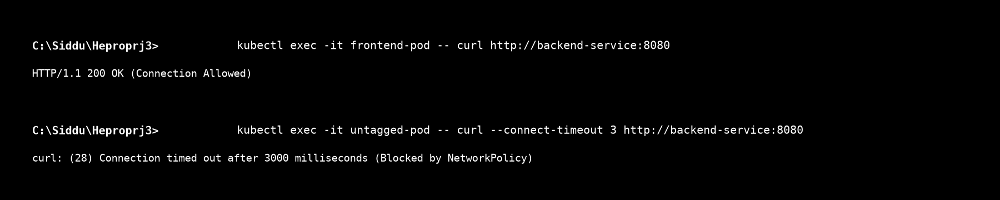 C:\Siddu\Heproprj3> kubectl exec -it frontend-pod -- curl http://backend-service:8080
HTTP/1.1 200 OK (Connection Allowed)
C:\Siddu\Heproprj3> kubectl exec -it untagged-pod -- curl --connect-timeout 3 http://backend-service:8080
curl: (28) Connection timed out after 3000 milliseconds (Blocked by NetworkPolicy)